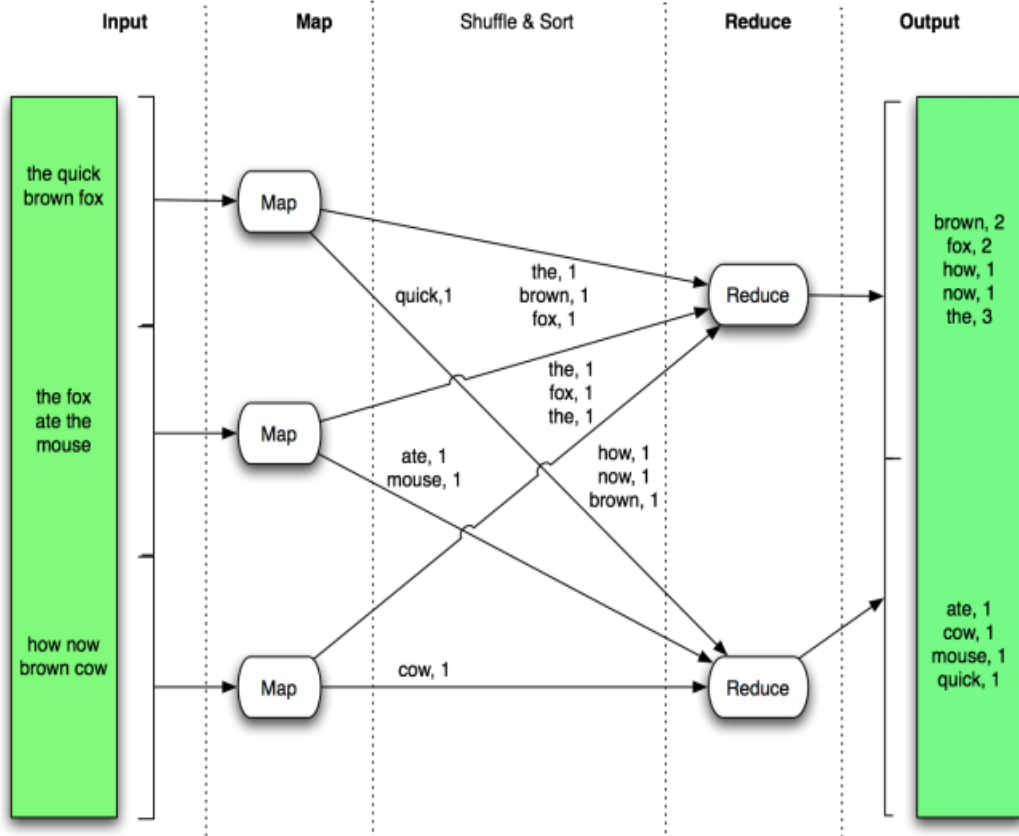 Input
Map
Shuffle & Sort
Reduce
Output
the quick
brown fox
the fox
ate the
mouse
how now
brown cow
Map
Map
Map
quick,1
the, 1
brown, 1
fox, 1
the, 1
fox, 1
the, 1
ate, 1
mouse, 1
how, 1
now, 1
brown, 1
cow, 1
Reduce
Reduce
brown, 2
fox, 2
how, 1
now, 1
the, 3
ate, 1
cow, 1
mouse, 1
quick, 1